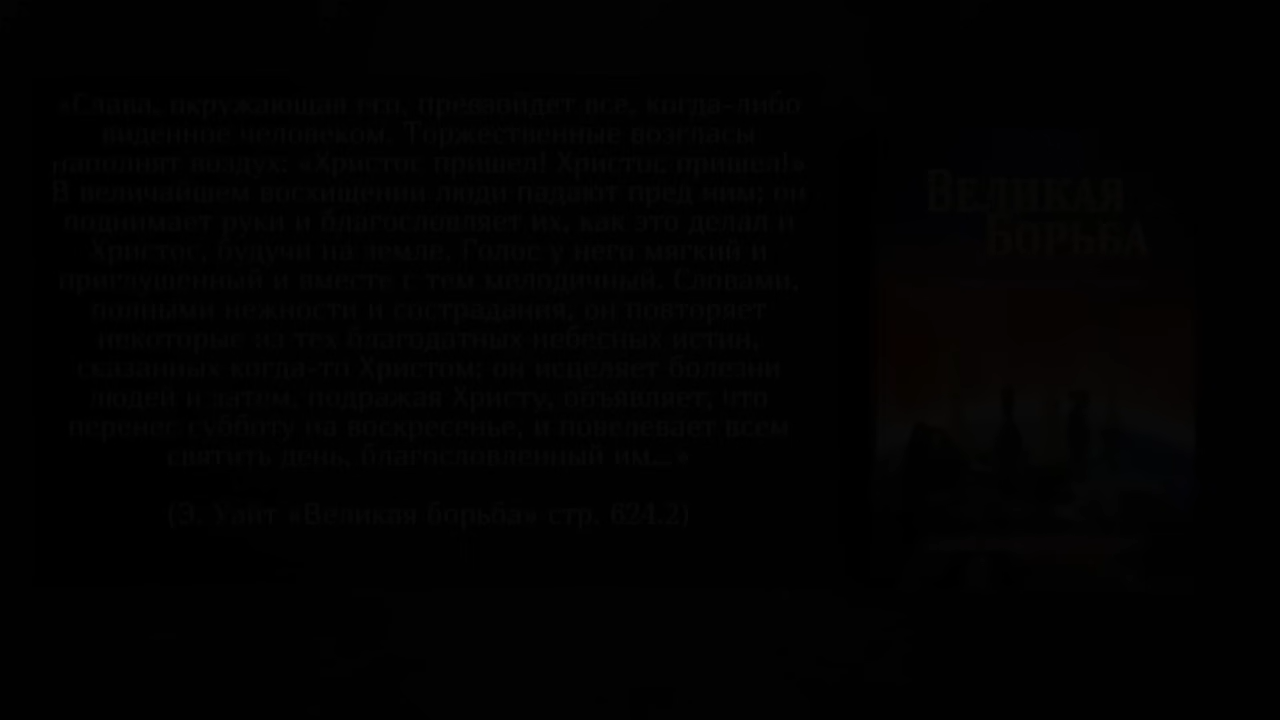 «Слава, окружающая его, превзойдет все, когда-либо
виденное человеком. Торжественные возгласы
наполнят воздух: «Христос пришел! Христос пришел!»
В величайшем восхищении люди падают пред ним; он
поднимает руки и благословляет их, как это делал и
Христос, будучи на земле. Голос у него мягкий и
приглушенный и вместе с тем мелодичный. Словами,
полными нежности и сострадания, он повторяет
некоторые из тех благодатных небесных истин,
сказанных когда-то Христом; он исцеляет болезни
людей и затем, подражая Христу, объявляет, что
перенес субботу на воскресенье, и повелевает всем
святить день, благословленный им...»
(Э. Уайт «Великая борьба» стр. 624.2)
ВЕЛИКАЯ
БОРЬБА